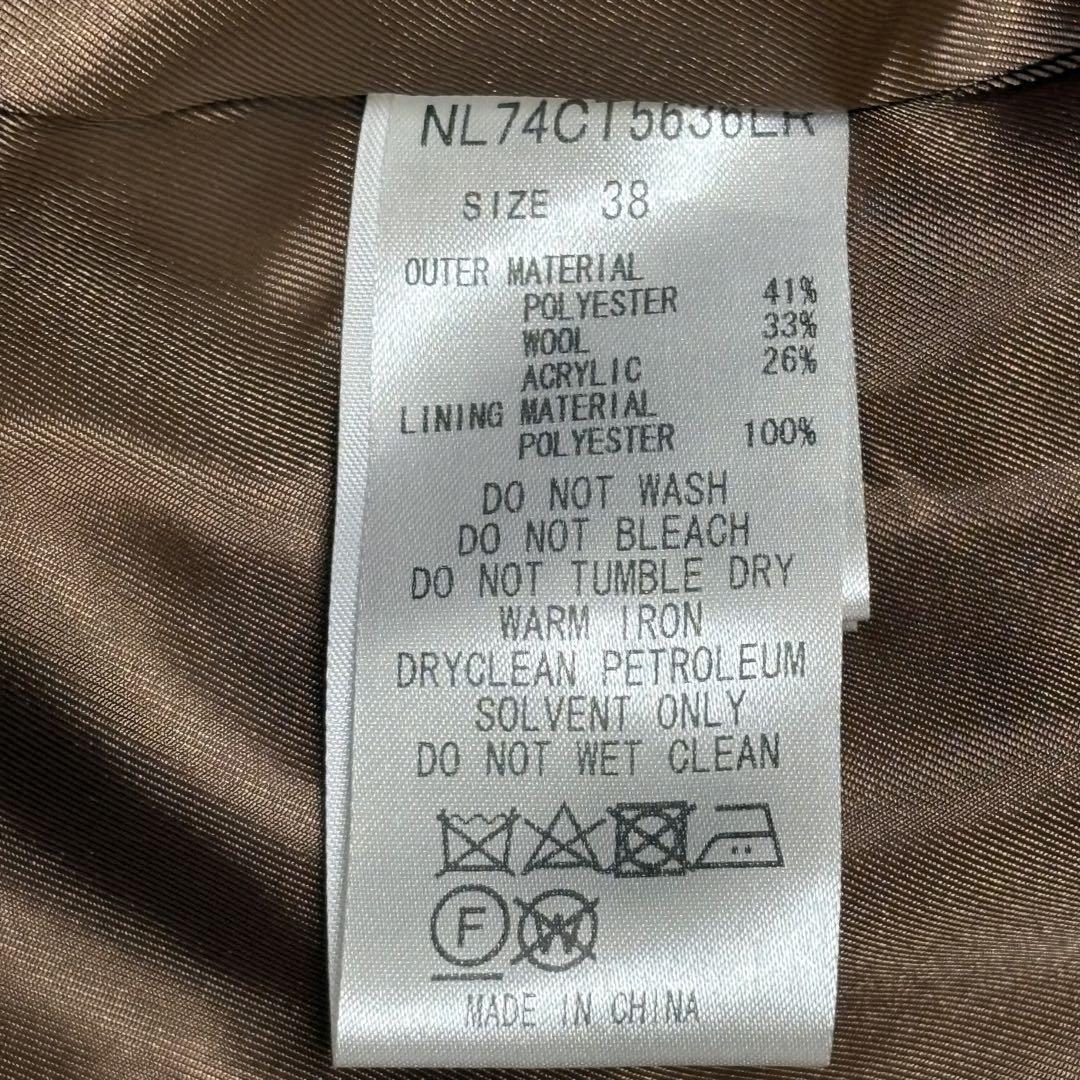 NL74CT5636LR
SIZE 38
OUTER MATERIAL
POLYESTER 41%
WOOL 33%
ACRYLIC 26%
LINING MATERIAL
POLYESTER 100%
DO NOT WASH
DO NOT BLEACH
DO NOT TUMBLE DRY
WARM IRON
DRYCLEAN PETROLEUM
SOLVENT ONLY
DO NOT WET CLEAN
F W
MADE IN CHINA